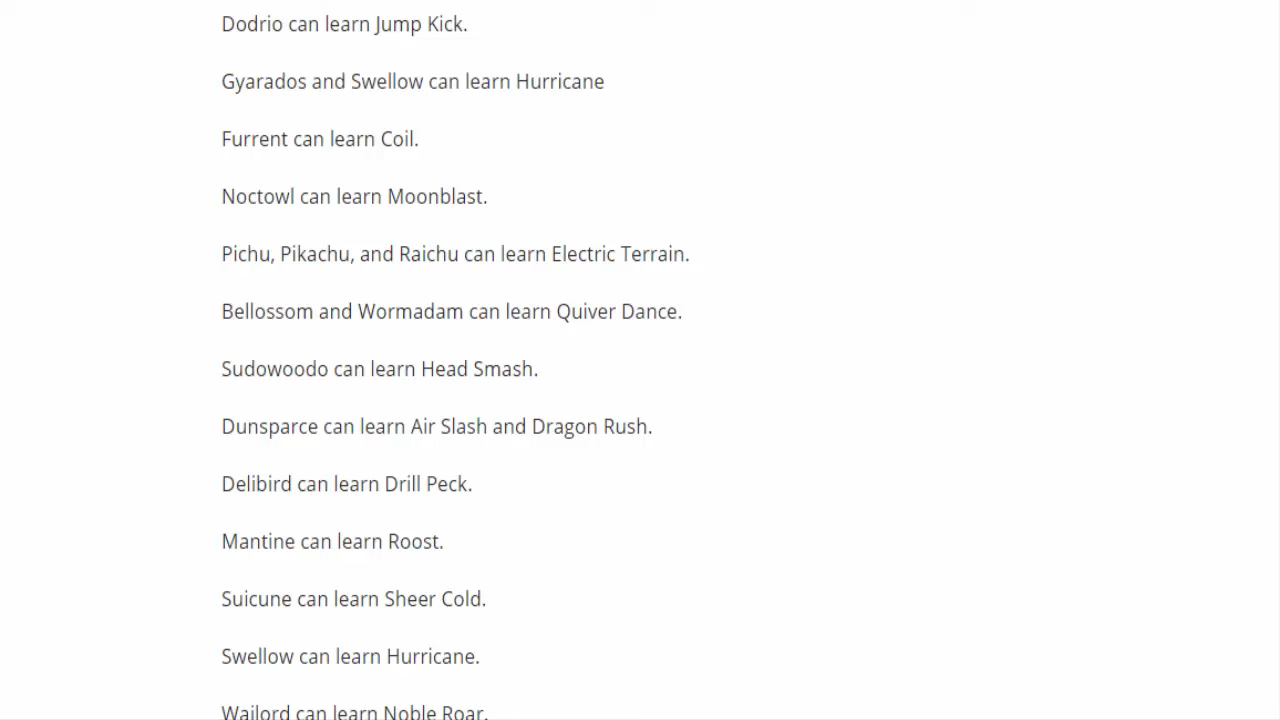 Dodrio can learn Jump Kick.
Gyarados and Swellow can learn Hurricane
Furrent can learn Coil.
Noctowl can learn Moonblast.
Pichu, Pikachu, and Raichu can learn Electric Terrain.
Bellossom and Wormadam can learn Quiver Dance.
Sudowoodo can learn Head Smash.
Dunsparce can learn Air Slash and Dragon Rush.
Delibird can learn Drill Peck.
Mantine can learn Roost.
Suicune can learn Sheer Cold.
Swellow can learn Hurricane.
Wailord can learn Noble Roar.